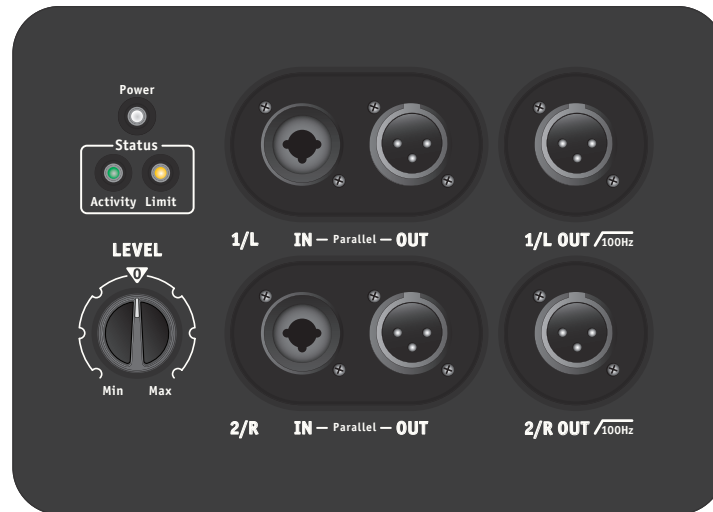 Power
Status
Activity Limit
LEVEL
0
Min Max
1/L IN — Parallel — OUT
1/L OUT /100Hz
2/R IN — Parallel — OUT
2/R OUT /100Hz